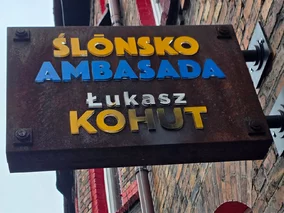 ŚLŌNSKO
AMBASADA
Łukasz
KOHUT